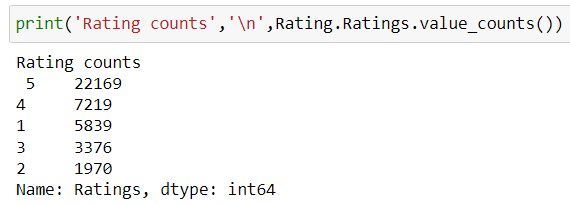 print('Rating counts','\n',Rating.Ratings.value_counts())
Rating counts
 5    22169
4     7219
1     5839
3     3376
2     1970
Name: Ratings, dtype: int64